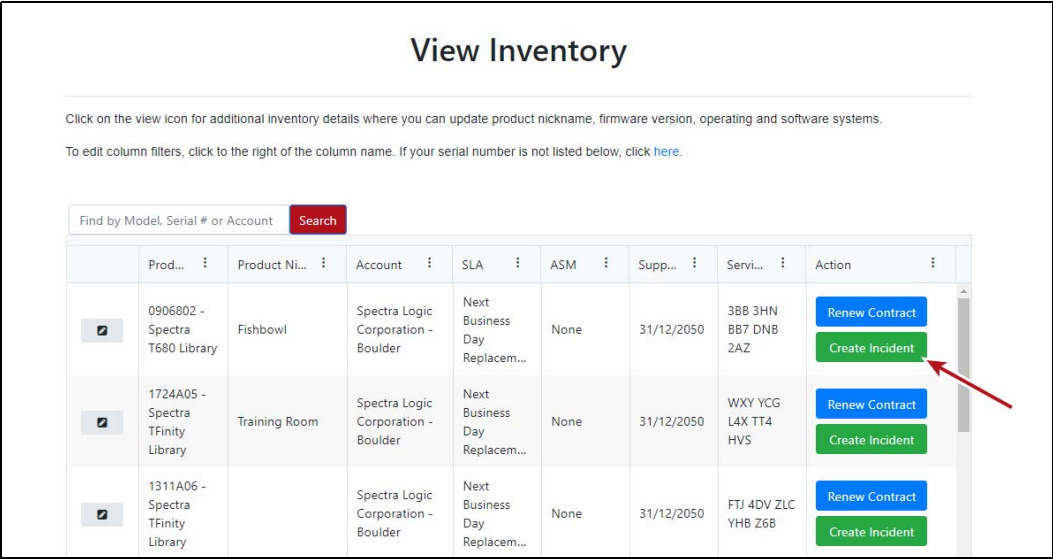 View Inventory
Click on the view icon for additional inventory details where you can update product nickname, firmware version, operating and software systems.
To edit column filters, click to the right of the column name. If your serial number is not listed below, click here.
Find by Model, Serial # or Account Search
Prod... Product Ni... Account SLA ASM Supp... Servi... Action
0906802 -
Spectra
T680 Library
Fishbowl
Spectra Logic
Corporation -
Boulder
Next
Business
Day
Replacem...
None
31/12/2050
3BB 3HN
BB7 DNB
2AZ
Renew Contract
Create Incident
1724A05 -
Spectra
TFinity
Library
Training Room
Spectra Logic
Corporation -
Boulder
Next
Business
Day
Replacem...
None
31/12/2050
WXY YCG
L4X TT4
HVS
Renew Contract
Create Incident
1311A06 -
Spectra
TFinity
Library
Spectra Logic
Corporation -
Boulder
Next
Business
Day
Replacem...
None
31/12/2050
FTJ 4DV ZLC
YHB Z6B
Renew Contract
Create Incident